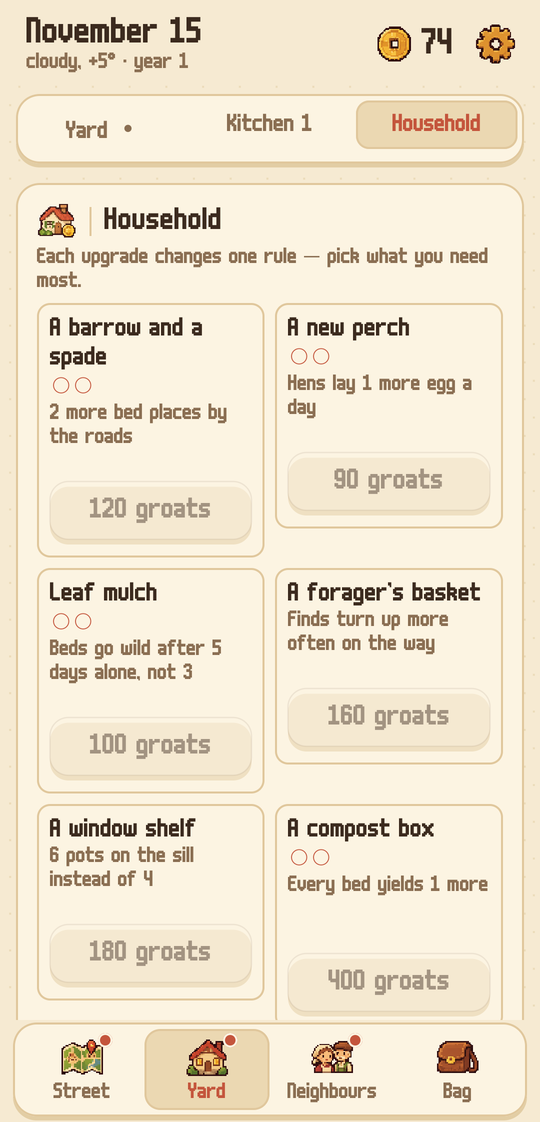 November 15
cloudy, +5° · year 1
74
Yard •
Kitchen 1
Household
Household
Each upgrade changes one rule — pick what you need
most.
A barrow and a
spade
2 more bed places by
the roads
120 groats
A new perch
Hens lay 1 more egg a
day
90 groats
Leaf mulch
Beds go wild after 5
days alone, not 3
100 groats
A forager's basket
Finds turn up more
often on the way
160 groats
A window shelf
6 pots on the sill
instead of 4
180 groats
A compost box
Every bed yields 1 more
400 groats
Street
Yard
Neighbours
Bag